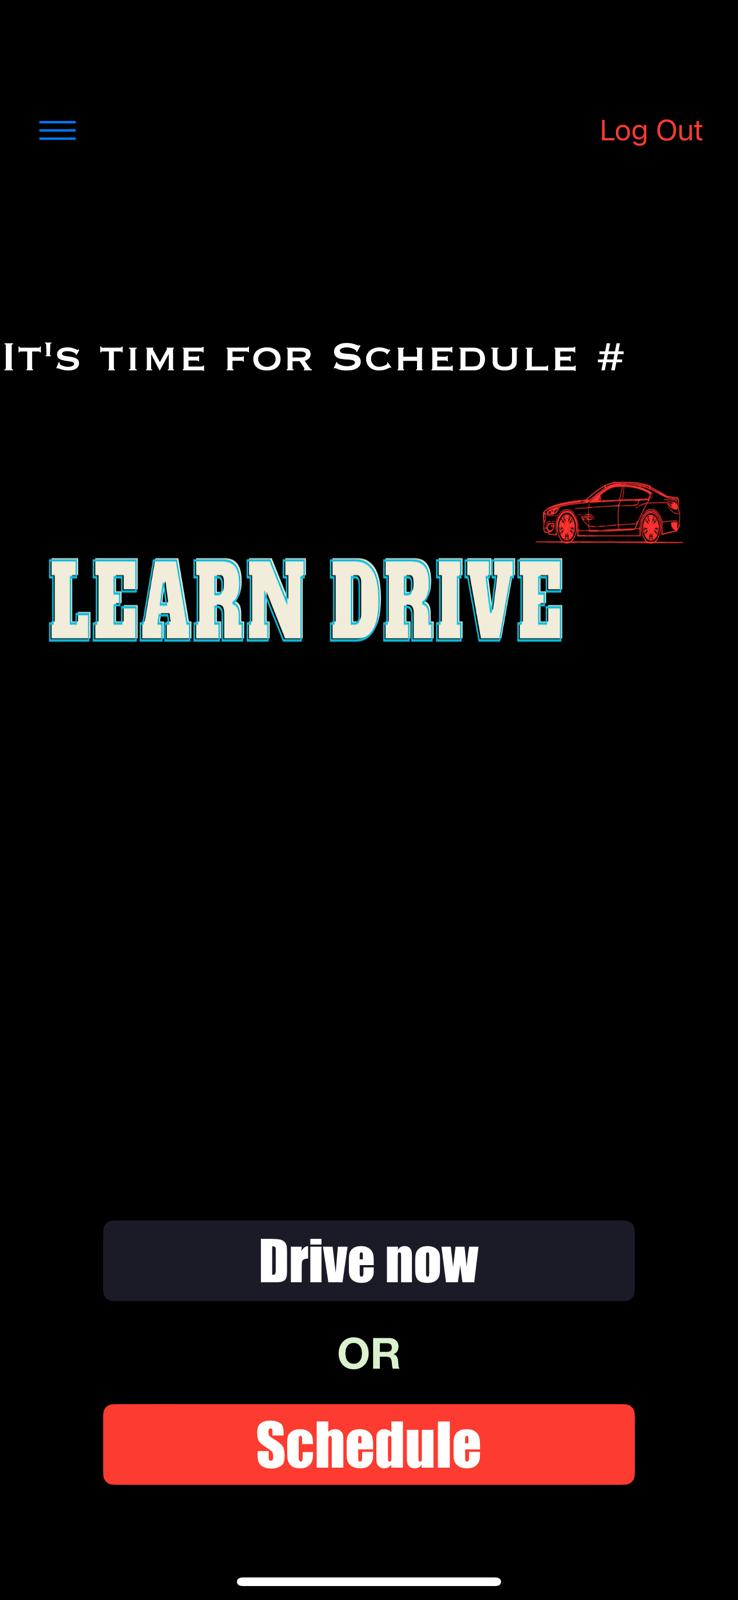 Log Out
It's time for Schedule #
LEARN DRIVE
Drive now
OR
Schedule